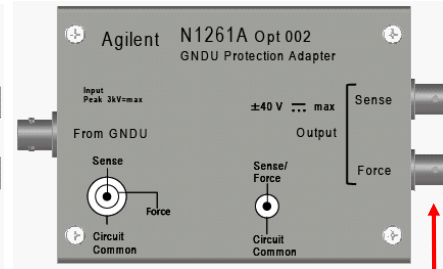 Agilent N1261A Opt 002
GNDU Protection Adapter
Input
Peak 3kV=max
±40 V ⎓ max
Sense
From GNDU
Output
Sense
Force
Circuit
Common
Sense/
Force
Circuit
Common
Force